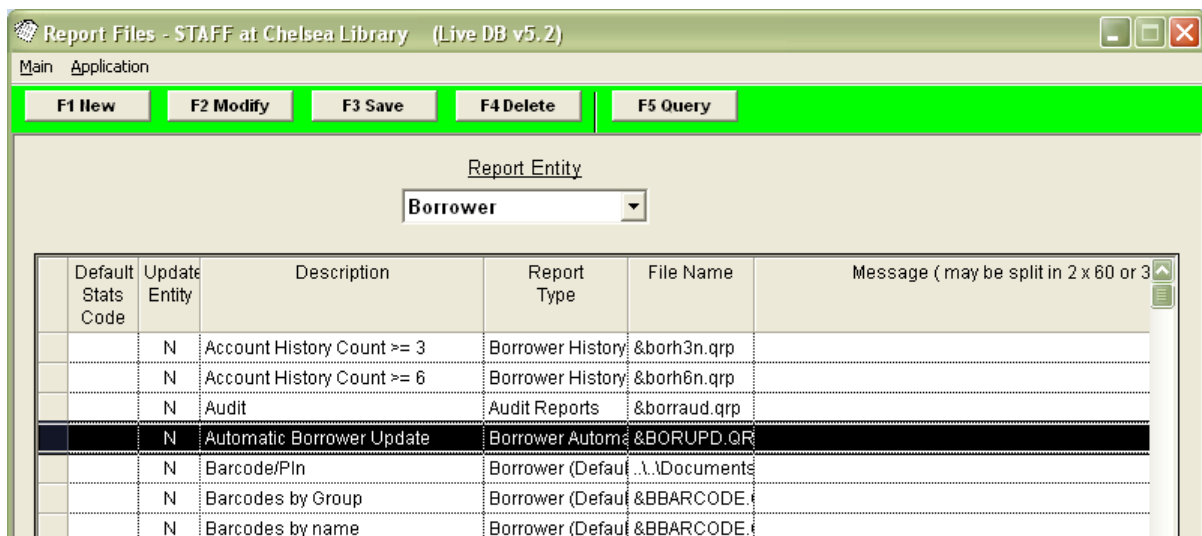 Report Files - STAFF at Chelsea Library (Live DB v5.2)
Main Application
F1 New F2 Modify F3 Save F4 Delete F5 Query
Report Entity
Borrower
Default Update Description Report File Name Message ( may be split in 2 x 60 or 3
Stats Entity Type
Code
N Account History Count >= 3 Borrower History &borh3n.qrp
N Account History Count >= 6 Borrower History &borh6n.qrp
N Audit Audit Reports &borraud.qrp
N Automatic Borrower Update Borrower Automa &BORUPD.QR
N Barcode/PIn Borrower (Defaul ..\..\Documents
N Barcodes by Group Borrower (Defaul &BBARCODE.
N Barcodes by name Borrower (Defaul &BBARCODE.